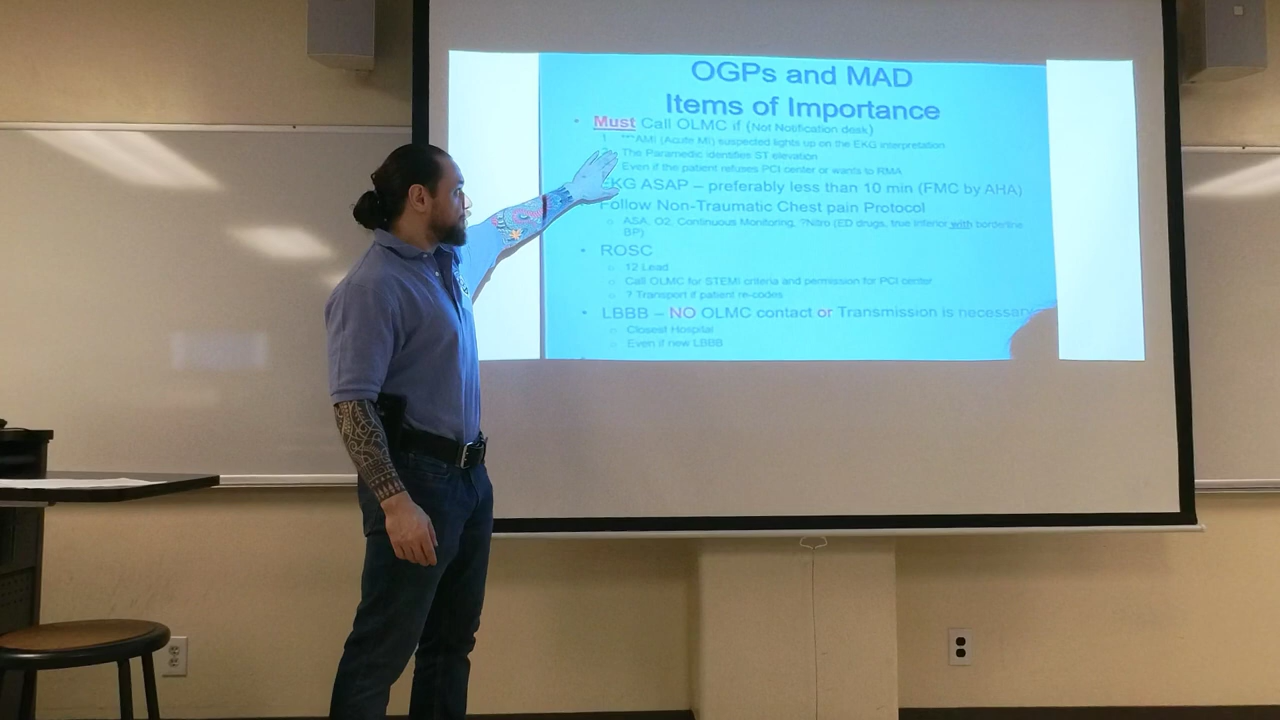 OGPs and MAD
Items of Importance
• Must Call OLMC if (Not Notification desk)
1 ***AMI (Acute MI) suspected lights up on the EKG interpretation
The Paramedic identifies ST elevation
Even if the patient refuses PCI center or wants to RMA
KG ASAP – preferably less than 10 min (FMC by AHA)
Follow Non-Traumatic Chest pain Protocol
○ ASA, O2, Continuous Monitoring, ?Nitro (ED drugs, true inferior with borderline
BP)
• ROSC
○ 12 Lead
○ Call OLMC for STEMI criteria and permission for PCI center
○ ? Transport if patient re-codes
• LBBB – NO OLMC contact or Transmission is necessary
○ Closest Hospital
○ Even if new LBBB